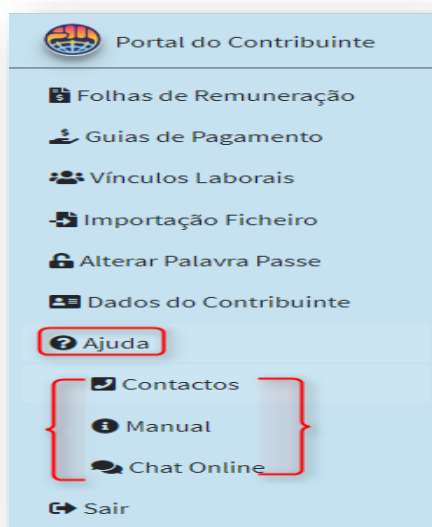 Portal do Contribuinte
Folhas de Remuneração
Guias de Pagamento
Vínculos Laborais
Importação Ficheiro
Alterar Palavra Passe
Dados do Contribuinte
Ajuda
Contactos
Manual
Chat Online
Sair